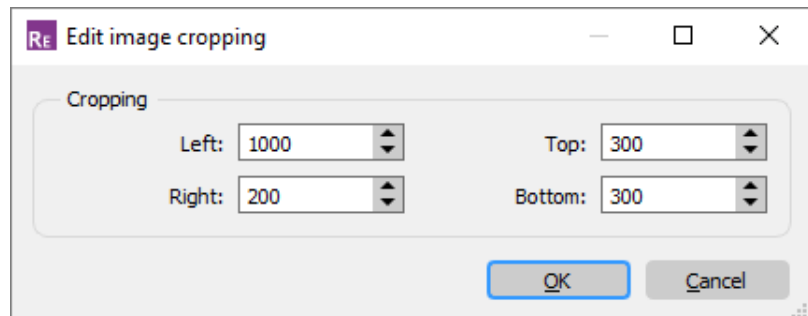 RE Edit image cropping
Cropping
Left: 1000 Top: 300
Right: 200 Bottom: 300
OK Cancel